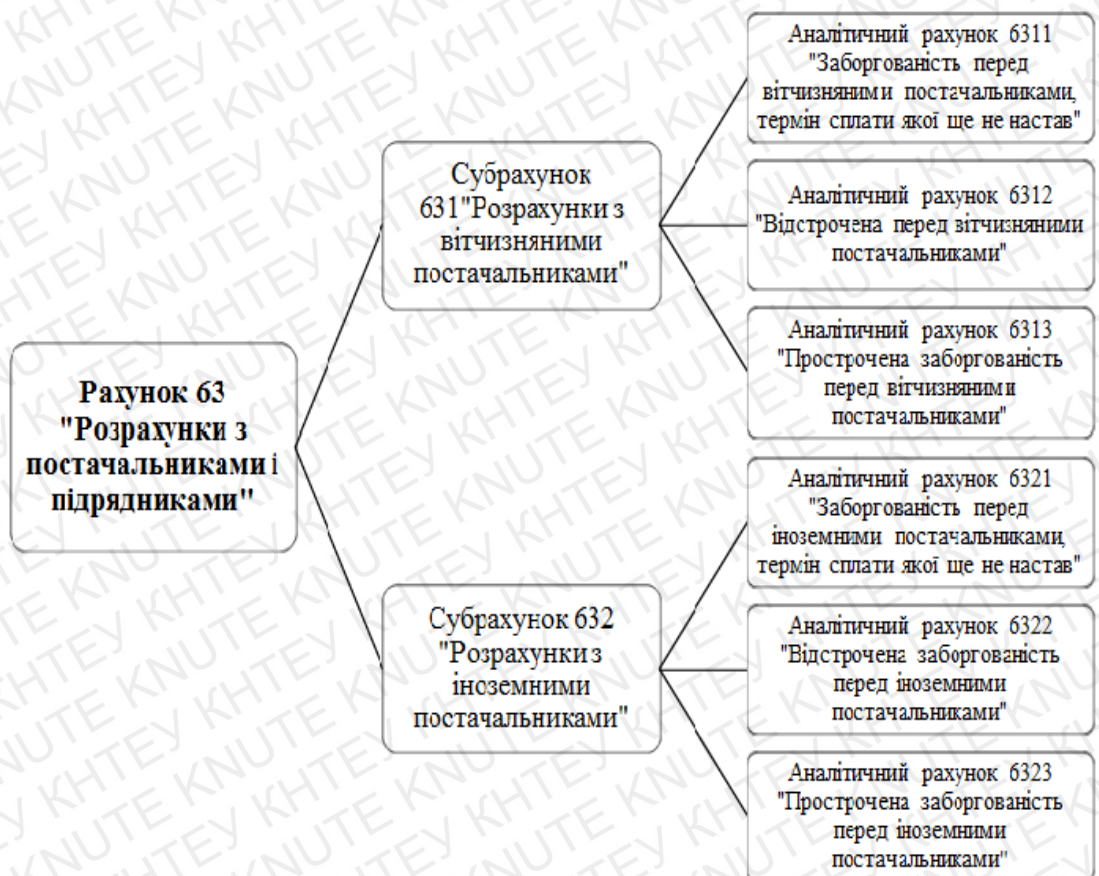 Аналітичний рахунок 6311
"Заборгованість перед
вітчизняними постачальниками,
термін сплати якої ще не настав"
Субрахунок
631"Розрахунки з
вітчизняними
постачальниками"
Аналітичний рахунок 6312
"Відстрочена перед вітчизняними
постачальниками"
Аналітичний рахунок 6313
"Прострочена заборгованість
перед вітчизняними
постачальниками"
Рахунок 63
"Розрахунки з
постачальниками і
підрядниками"
Аналітичний рахунок 6321
"Заборгованість перед
іноземними постачальниками,
термін сплати якої ще не настав"
Субрахунок 632
"Розрахунки з
іноземними
постачальниками"
Аналітичний рахунок 6322
"Відстрочена заборгованість
перед іноземними
постачальниками"
Аналітичний рахунок 6323
"Прострочена заборгованість
перед іноземними
постачальниками"